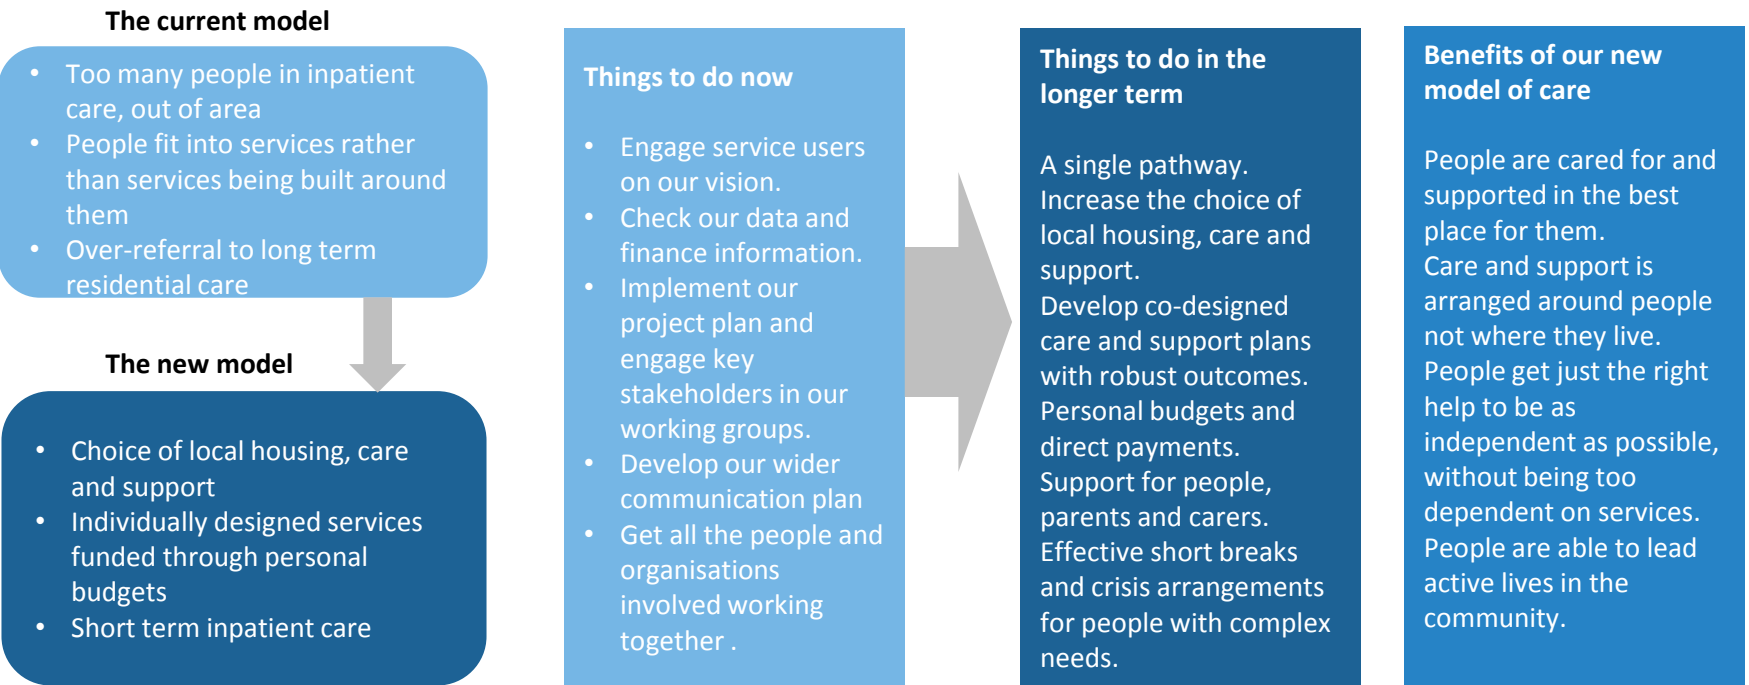 The current model
• Too many people in inpatient
care, out of area
• People fit into services rather
than services being built around
them
• Over-referral to long term
residential care
The new model
• Choice of local housing, care
and support
• Individually designed services
funded through personal
budgets
• Short term inpatient care
Things to do now
• Engage service users
on our vision.
• Check our data and
finance information.
• Implement our
project plan and
engage key
stakeholders in our
working groups.
• Develop our wider
communication plan
• Get all the people and
organisations
involved working
together .
Things to do in the
longer term
A single pathway.
Increase the choice of
local housing, care and
support.
Develop co-designed
care and support plans
with robust outcomes.
Personal budgets and
direct payments.
Support for people,
parents and carers.
Effective short breaks
and crisis arrangements
for people with complex
needs.
Benefits of our new
model of care
People are cared for and
supported in the best
place for them.
Care and support is
arranged around people
not where they live.
People get just the right
help to be as
independent as possible,
without being too
dependent on services.
People are able to lead
active lives in the
community.